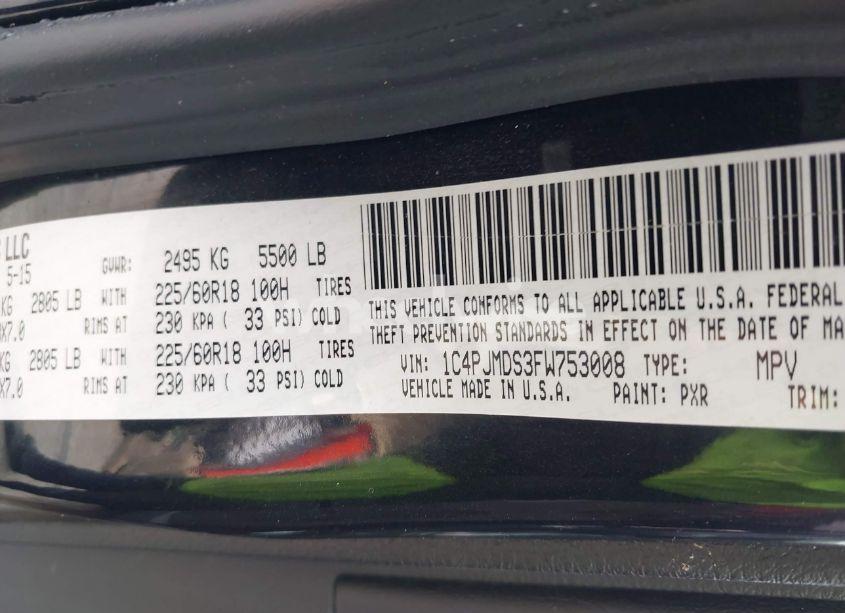 LLC
5-15 GVWR: 2495 KG 5500 LB
KG 2805 LB WITH 225/60R18 100H TIRES
X7.0 RIMS AT 230 KPA ( 33 PSI) COLD
KG 2805 LB WITH 225/60R18 100H TIRES
X7.0 RIMS AT 230 KPA ( 33 PSI) COLD
THIS VEHICLE CONFORMS TO ALL APPLICABLE U.S.A. FEDERAL
THEFT PREVENTION STANDARDS IN EFFECT ON THE DATE OF MA
VIN: 1C4PJMDS3FW753008 TYPE: MPV
VEHICLE MADE IN U.S.A. PAINT: PXR TRIM: